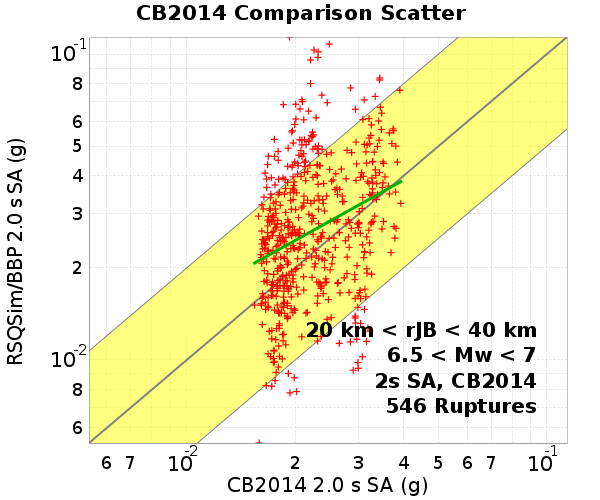 CB2014 Comparison Scatter
RSQSim/BBP 2.0 s SA (g)
10^-1
8
6
5
4
3
2
10^-2
8
6
20 km < rJB < 40 km
6.5 < Mw < 7
2s SA, CB2014
546 Ruptures
6 7 10^-2 2 3 4 5 6 7 10^-1
CB2014 2.0 s SA (g)